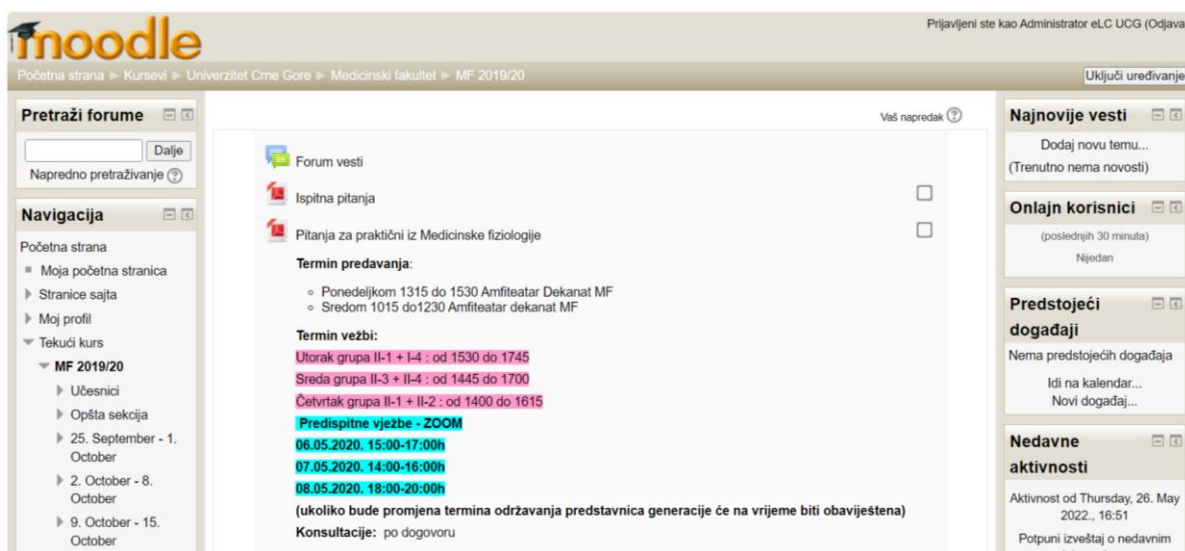 moodle
Prijavljeni ste kao Administrator eLC UCG (Odjava
Početna strana ► Kursevi ► Univerzitet Crne Gore ► Medicinski fakultet ► MF 2019/20
Uključi uređivanje
Pretraži forume
Dalje
Napredno pretraživanje
Navigacija
Početna strana
Moja početna stranica
Stranice sajta
Moj profil
Tekući kurs
MF 2019/20
Učesnici
Opšta sekcija
25. September - 1.
October
2. October - 8.
October
9. October - 15.
October
Vaš napredak
Forum vesti
Ispitna pitanja
Pitanja za praktični iz Medicinske fiziologije
Termin predavanja:
Ponedeljkom 1315 do 1530 Amfiteatar Dekanat MF
Sredom 1015 do1230 Amfiteatar dekanat MF
Termin vežbi:
Utorak grupa II-1 + I-4 : od 1530 do 1745
Sreda grupa II-3 + II-4 : od 1445 do 1700
Četvrtak grupa II-1 + II-2 : od 1400 do 1615
Predispitne vježbe - ZOOM
06.05.2020. 15:00-17:00h
07.05.2020. 14:00-16:00h
08.05.2020. 18:00-20:00h
(ukoliko bude promjena termina održavanja predstavnica generacije će na vrijeme biti obaviještena)
Konsultacije: po dogovoru
Najnovije vesti
Dodaj novu temu...
(Trenutno nema novosti)
Onlajn korisnici
(poslednjih 30 minuta)
Nijedan
Predstojeći
događaji
Nema predstojećih događaja
Idi na kalendar...
Novi događaj...
Nedavne
aktivnosti
Aktivnost od Thursday, 26. May
2022., 16:51
Potpuni izveštaj o nedavnim